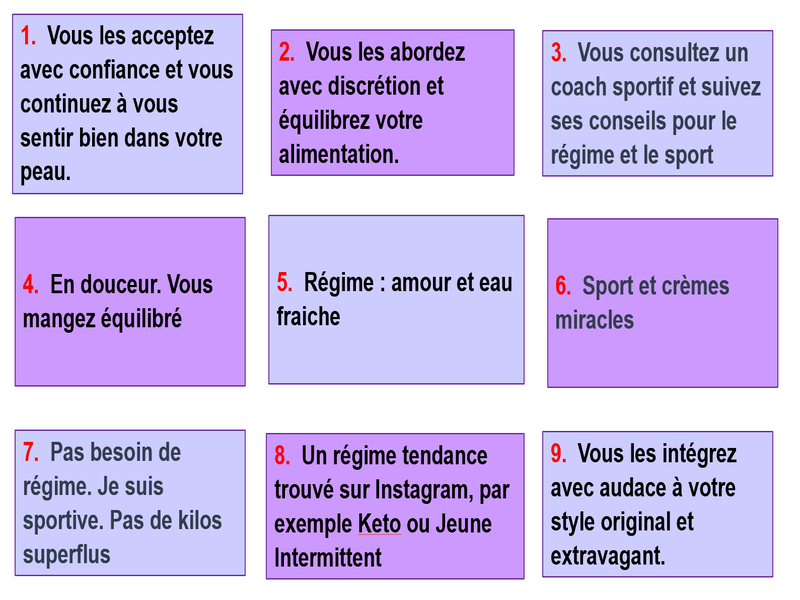 1. Vous les acceptez
avec confiance et vous
continuez à vous
sentir bien dans votre
peau.
2. Vous les abordez
avec discrétion et
équilibrez votre
alimentation.
3. Vous consultez un
coach sportif et suivez
ses conseils pour le
régime et le sport
4. En douceur. Vous
mangez équilibré
5. Régime : amour et eau
fraiche
6. Sport et crèmes
miracles
7. Pas besoin de
régime. Je suis
sportive. Pas de kilos
superflus
8. Un régime tendance
trouvé sur Instagram, par
exemple Keto ou Jeune
Intermittent
9. Vous les intégrez
avec audace à votre
style original et
extravagant.